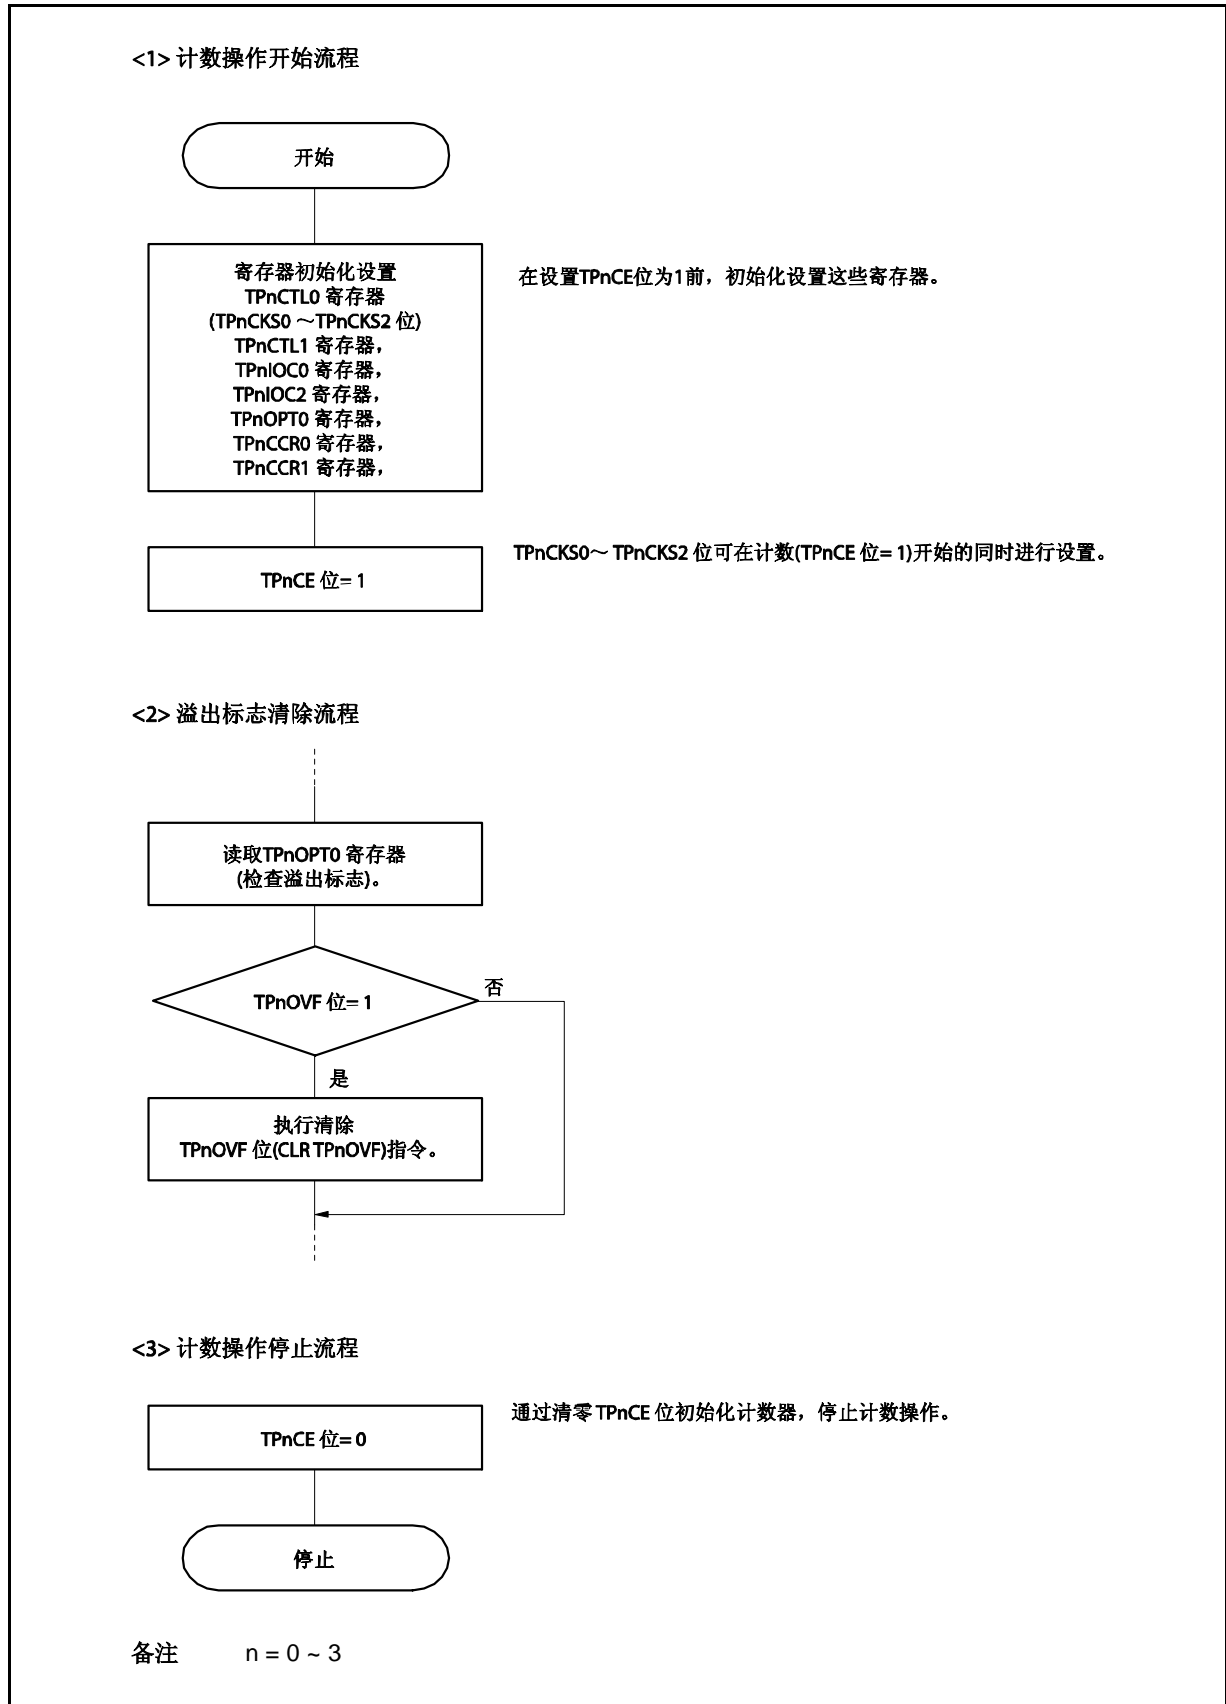 <1> 计数操作开始流程
开始
寄存器初始化设置
TPnCTL0 寄存器
(TPnCKS0 ～TPnCKS2 位)
TPnCTL1 寄存器，
TPnIOC0 寄存器，
TPnIOC2 寄存器，
TPnOPT0 寄存器，
TPnCCR0 寄存器，
TPnCCR1 寄存器，
在设置TPnCE位为1前，初始化设置这些寄存器。
TPnCE 位= 1
TPnCKS0～ TPnCKS2 位可在计数(TPnCE 位= 1)开始的同时进行设置。
<2> 溢出标志清除流程
读取TPnOPT0 寄存器
(检查溢出标志)。
TPnOVF 位= 1
否
是
执行清除
TPnOVF 位(CLR TPnOVF)指令。
<3> 计数操作停止流程
TPnCE 位= 0
通过清零TPnCE 位初始化计数器，停止计数操作。
停止
备注 n = 0 ~ 3